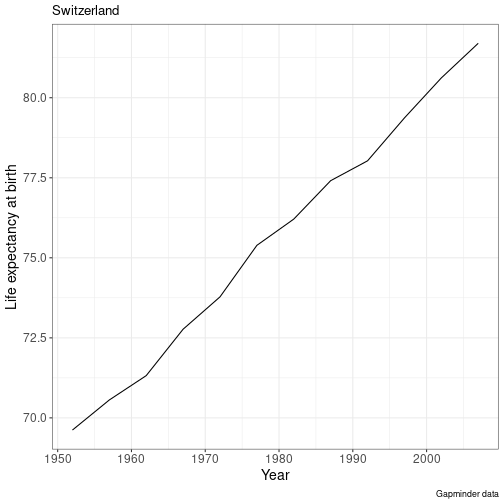 Switzerland
80.0
77.5
75.0
72.5
70.0
Life expectancy at birth
1950 1960 1970 1980 1990 2000
Year
Gapminder data